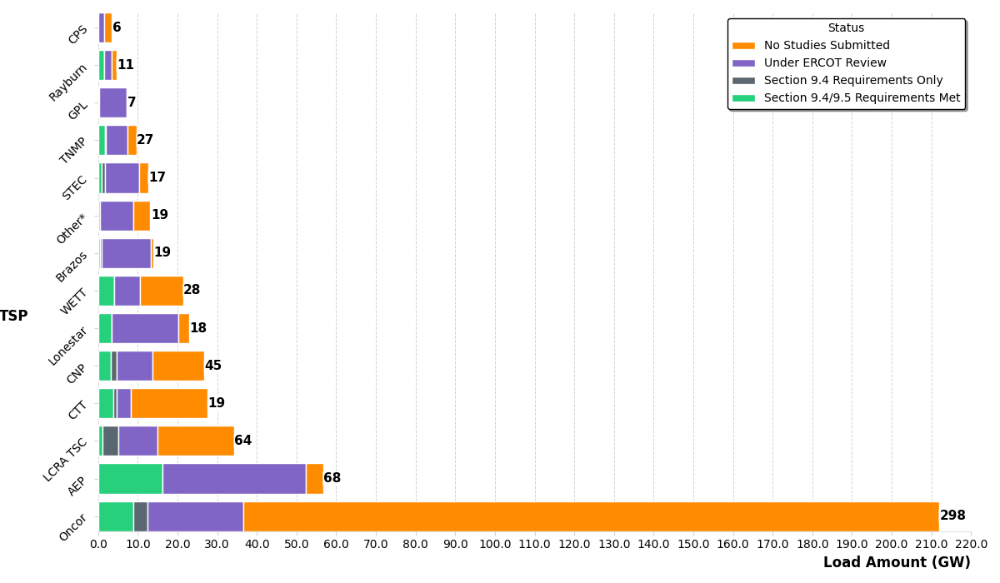 Status
No Studies Submitted
Under ERCOT Review
Section 9.4 Requirements Only
Section 9.4/9.5 Requirements Met
CPS 6
Rayburn 11
GPL 7
TNMP 27
STEC 17
Other* 19
Brazos 19
WETT 28
TSP
Lonestar 18
CNP 45
CTT 19
LCRA TSC 64
AEP 68
Oncor 298
0.0 10.0 20.0 30.0 40.0 50.0 60.0 70.0 80.0 90.0 100.0 110.0 120.0 130.0 140.0 150.0 160.0 170.0 180.0 190.0 200.0 210.0 220.0
Load Amount (GW)